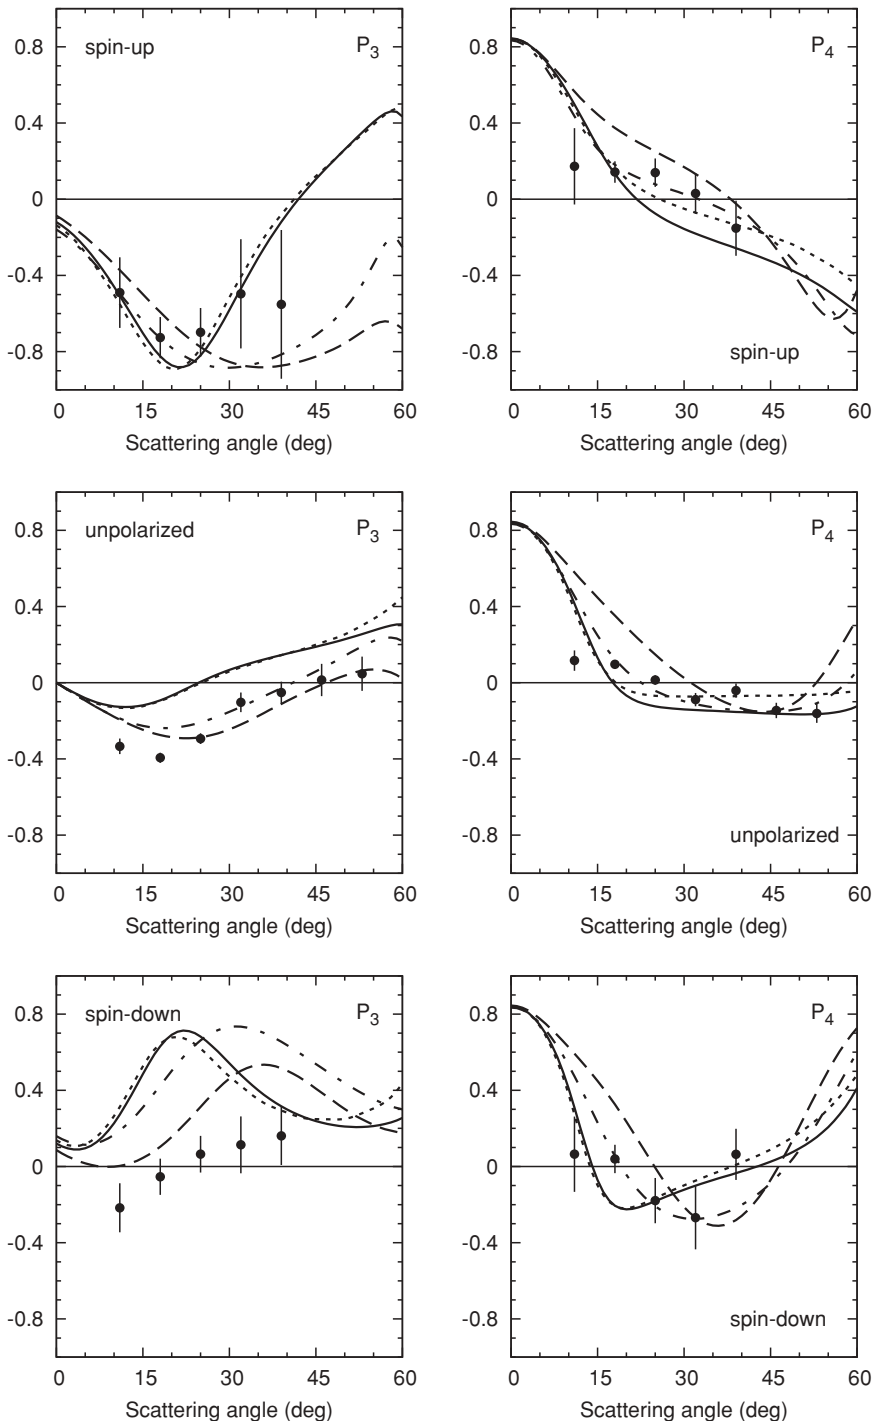 spin-up P3
0.8
0.4
0
-0.4
-0.8
0 15 30 45 60
Scattering angle (deg)
P4
0.8
0.4
0
-0.4
-0.8
spin-up
0 15 30 45 60
Scattering angle (deg)
unpolarized P3
0.8
0.4
0
-0.4
-0.8
0 15 30 45 60
Scattering angle (deg)
P4
0.8
0.4
0
-0.4
-0.8
unpolarized
0 15 30 45 60
Scattering angle (deg)
spin-down P3
0.8
0.4
0
-0.4
-0.8
0 15 30 45 60
Scattering angle (deg)
P4
0.8
0.4
0
-0.4
-0.8
spin-down
0 15 30 45 60
Scattering angle (deg)